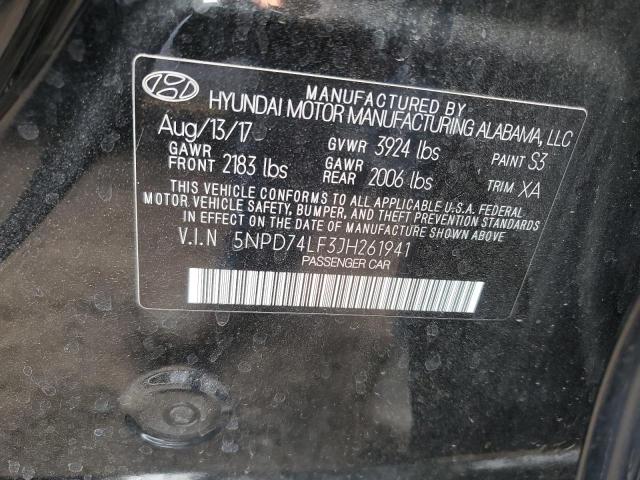 MANUFACTURED BY
HYUNDAI MOTOR MANUFACTURING ALABAMA, LLC
Aug/13/17 GVWR 3924 lbs PAINT S3
GAWR FRONT 2183 lbs GAWR REAR 2006 lbs TRIM XA
THIS VEHICLE CONFORMS TO ALL APPLICABLE U.S. FEDERAL
MOTOR VEHICLE SAFETY, BUMPER, AND THEFT PREVENTION STANDARDS
IN EFFECT ON THE DATE OF MANUFACTURE SHOWN ABOVE.
V.I.N 5NPD74LF3JH261941
PASSENGER CAR